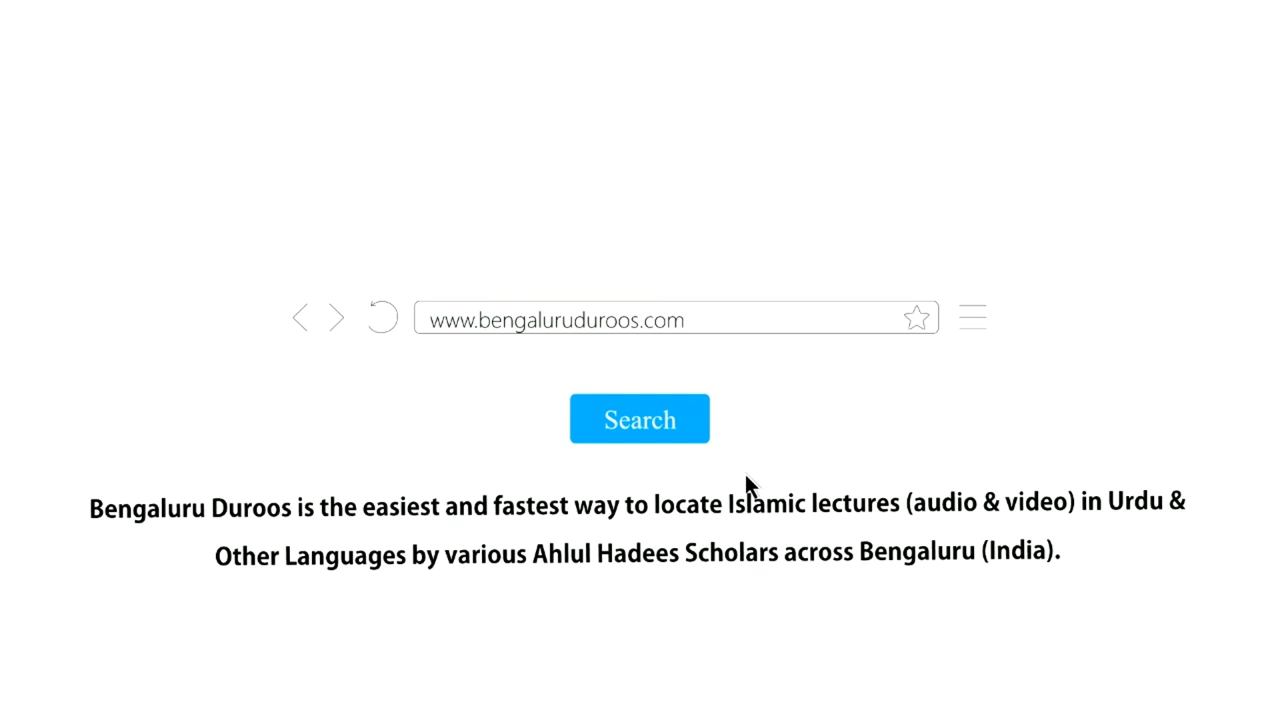 www.bengaluruduroos.com
Search
Bengaluru Duroos is the easiest and fastest way to locate Islamic lectures (audio & video) in Urdu &
Other Languages by various Ahlul Hadees Scholars across Bengaluru (India).